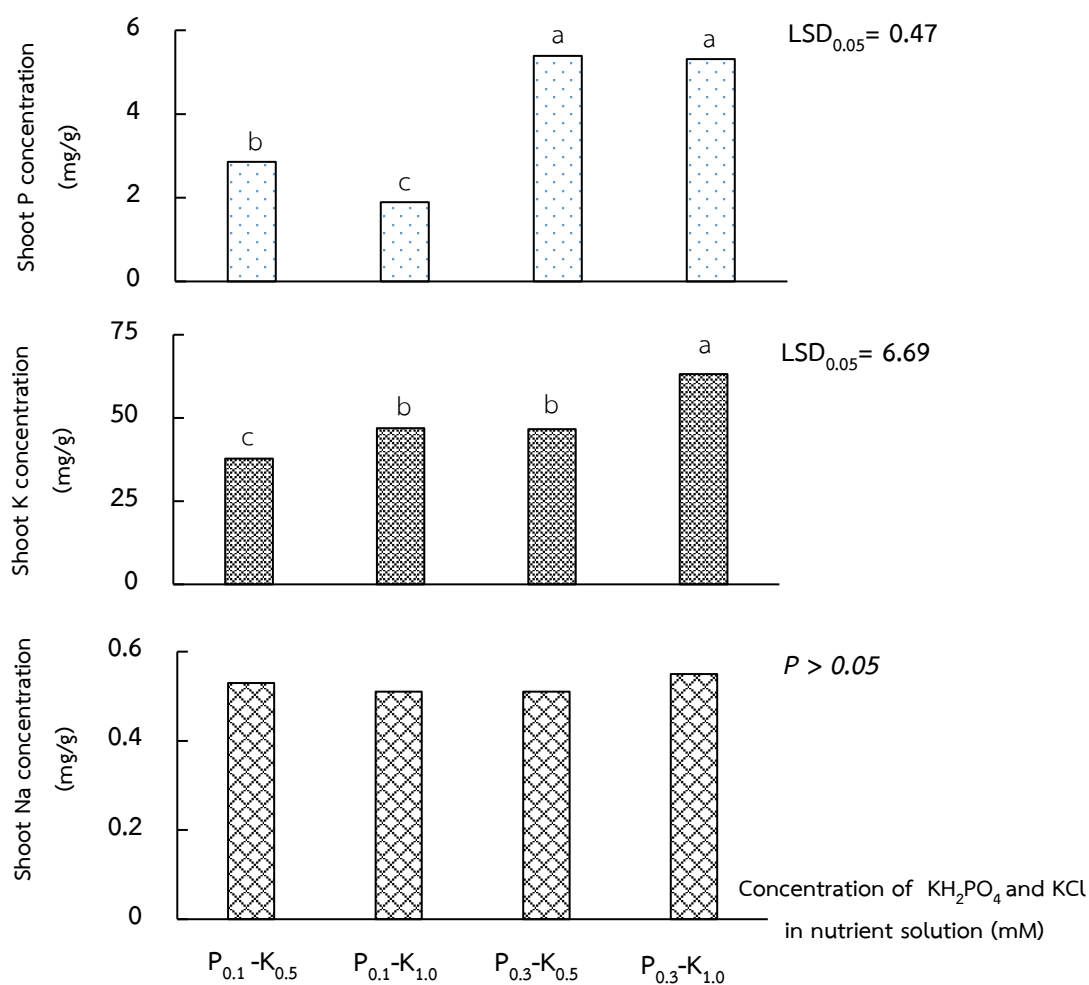 Shoot P concentration
(mg/g)
6
4
2
0
b
c
a
a
LSD0.05= 0.47
Shoot K concentration
(mg/g)
75
50
25
0
c
b
b
a
LSD0.05= 6.69
Shoot Na concentration
(mg/g)
0.6
0.4
0.2
0
P > 0.05
Concentration of KH2PO4 and KCl
in nutrient solution (mM)
P0.1 -K0.5 P0.1-K1.0 P0.3-K0.5 P0.3-K1.0